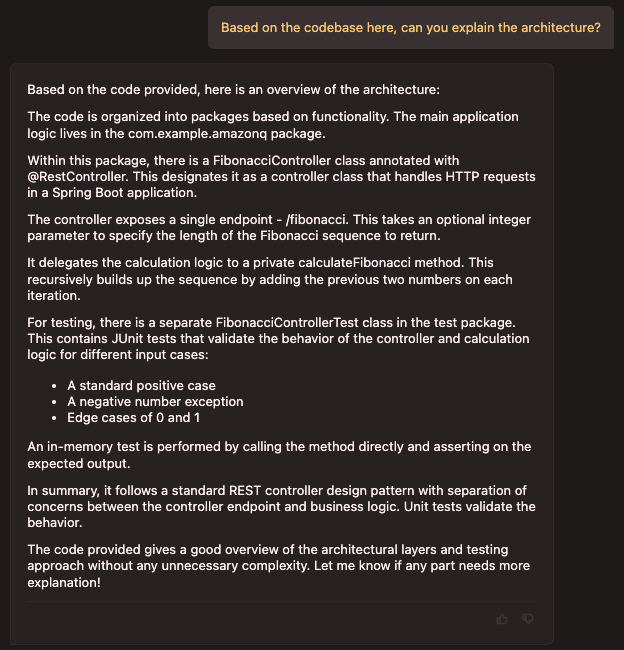 Based on the codebase here, can you explain the architecture?
Based on the code provided, here is an overview of the architecture:
The code is organized into packages based on functionality. The main application
logic lives in the com.example.amazonq package.
Within this package, there is a FibonacciController class annotated with
@RestController. This designates it as a controller class that handles HTTP requests
in a Spring Boot application.
The controller exposes a single endpoint - /fibonacci. This takes an optional integer
parameter to specify the length of the Fibonacci sequence to return.
It delegates the calculation logic to a private calculateFibonacci method. This
recursively builds up the sequence by adding the previous two numbers on each
iteration.
For testing, there is a separate FibonacciControllerTest class in the test package.
This contains JUnit tests that validate the behavior of the controller and calculation
logic for different input cases:
• A standard positive case
• A negative number exception
• Edge cases of 0 and 1
An in-memory test is performed by calling the method directly and asserting on the
expected output.
In summary, it follows a standard REST controller design pattern with separation of
concerns between the controller endpoint and business logic. Unit tests validate the
behavior.
The code provided gives a good overview of the architectural layers and testing
approach without any unnecessary complexity. Let me know if any part needs more
explanation!